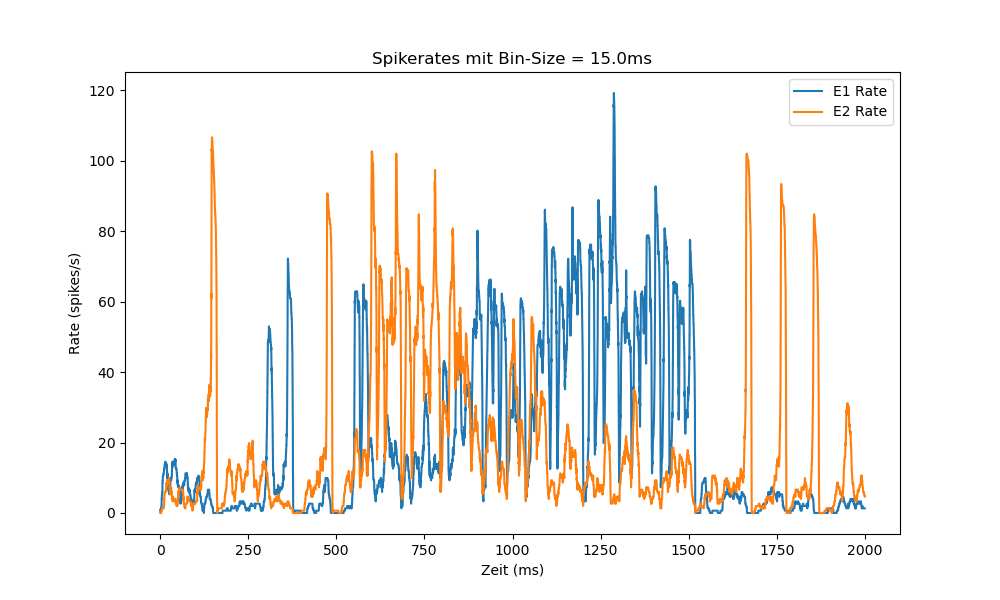 Spikerates mit Bin-Size = 15.0ms
E1 Rate
E2 Rate
Rate (spikes/s)
120
100
80
60
40
20
0
0 250 500 750 1000 1250 1500 1750 2000
Zeit (ms)